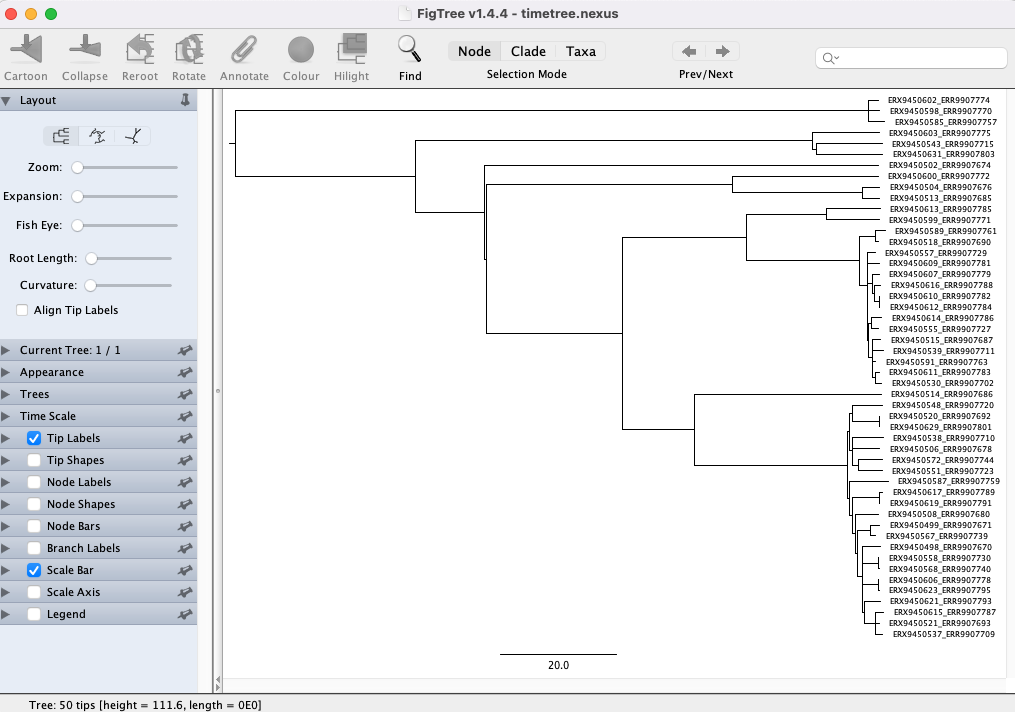 FigTree v1.4.4 - timetree.nexus
Cartoon Collapse Reroot Rotate Annotate Colour Hilight Find
Node Clade Taxa
Selection Mode
Prev/Next
Layout
Zoom:
Expansion:
Fish Eye:
Root Length:
Curvature:
Align Tip Labels
Current Tree: 1 / 1
Appearance
Trees
Time Scale
Tip Labels
Tip Shapes
Node Labels
Node Shapes
Node Bars
Branch Labels
Scale Bar
Scale Axis
Legend
ERX9450602_ERR9907774
ERX9450598_ERR9907770
ERX9450585_ERR9907757
ERX9450603_ERR9907775
ERX9450543_ERR9907715
ERX9450631_ERR9907803
ERX9450502_ERR9907674
ERX9450600_ERR9907772
ERX9450504_ERR9907676
ERX9450513_ERR9907685
ERX9450613_ERR9907785
ERX9450599_ERR9907771
ERX9450589_ERR9907761
ERX9450518_ERR9907690
ERX9450557_ERR9907729
ERX9450609_ERR9907781
ERX9450607_ERR9907779
ERX9450616_ERR9907788
ERX9450610_ERR9907782
ERX9450612_ERR9907784
ERX9450614_ERR9907786
ERX9450555_ERR9907727
ERX9450515_ERR9907687
ERX9450539_ERR9907711
ERX9450591_ERR9907763
ERX9450611_ERR9907783
ERX9450530_ERR9907702
ERX9450514_ERR9907686
ERX9450548_ERR9907720
ERX9450520_ERR9907692
ERX9450629_ERR9907801
ERX9450538_ERR9907710
ERX9450506_ERR9907678
ERX9450572_ERR9907744
ERX9450551_ERR9907723
ERX9450587_ERR9907759
ERX9450617_ERR9907789
ERX9450619_ERR9907791
ERX9450508_ERR9907680
ERX9450499_ERR9907671
ERX9450567_ERR9907739
ERX9450498_ERR9907670
ERX9450558_ERR9907730
ERX9450568_ERR9907740
ERX9450606_ERR9907778
ERX9450623_ERR9907795
ERX9450621_ERR9907793
ERX9450615_ERR9907787
ERX9450521_ERR9907693
ERX9450537_ERR9907709
20.0
Tree: 50 tips [height = 111.6, length = 0E0]